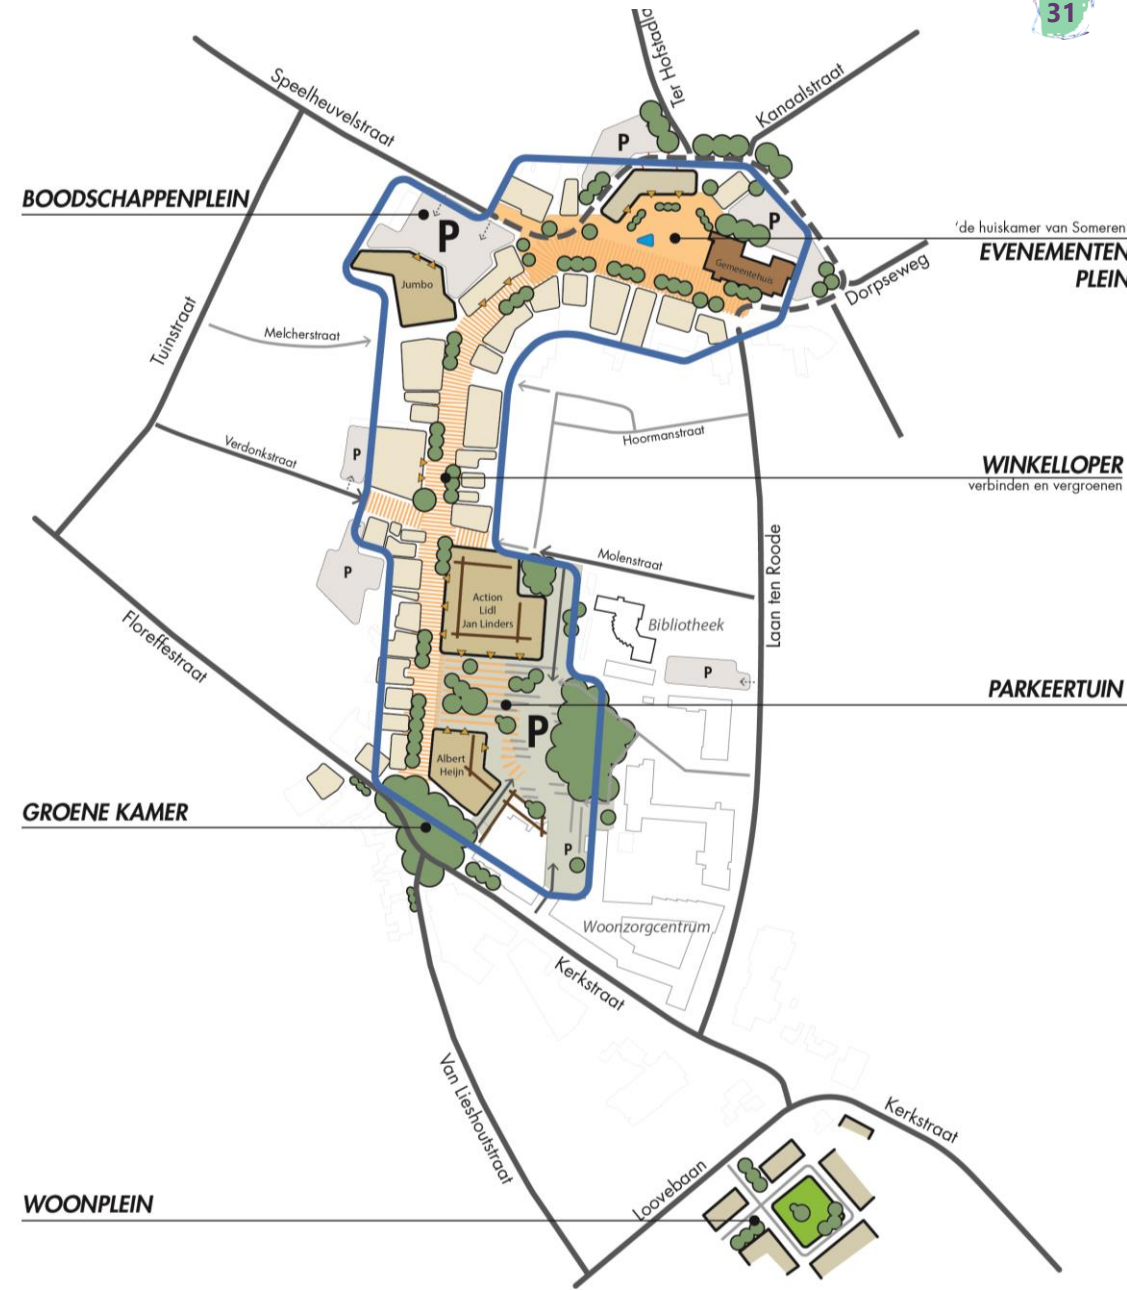 31
Ter Hofstadla
Kanaalstraat
Speelheuvelstraat
P
BOODSCHAPPENPLEIN
P
P
'de huiskamer van Someren
EVENEMENTEN
PLEIN
Gemeentehuis
Dorpseweg
Jumbo
Tuinstraat
Melcherstraat
Hoormanstraat
Verdonkstraat
P
WINKELLOPER
verbinden en vergroenen
Molenstraat
P
Laan ten Roode
Action
Lidl
Jan Linders
Bibliotheek
Floreffestraat
P
PARKEERTUIN
P
Albert
Heijn
GROENE KAMER
P
Woonzorgcentrum
Kerkstraat
Van Lieshoutstraat
Kerkstraat
Loovebaan
WOONPLEIN